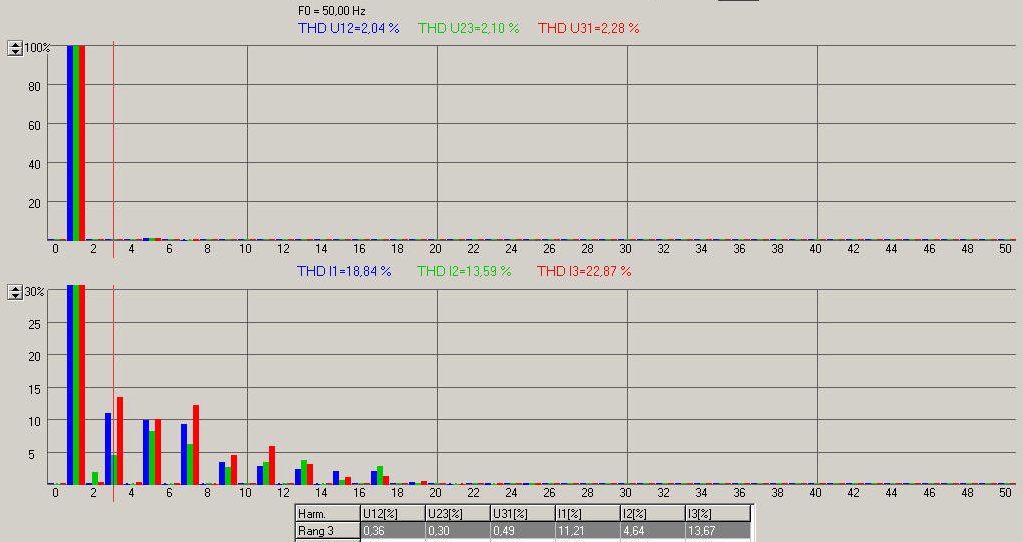 F0 = 50,00 Hz
THD U12=2,04 % THD U23=2,10 % THD U31=2,28 %
100%
80
60
40
20
0 2 4 6 8 10 12 14 16 18 20 22 24 26 28 30 32 34 36 38 40 42 44 46 48 50
THD I1=18,84 % THD I2=13,59 % THD I3=22,87 %
30%
25
20
15
10
5
0 2 4 6 8 10 12 14 16 18 20 22 24 26 28 30 32 34 36 38 40 42 44 46 48 50
Harm. U12[%] U23[%] U31[%] I1[%] I2[%] I3[%]
Rang 3 0,36 0,30 0,49 11,21 4,64 13,67